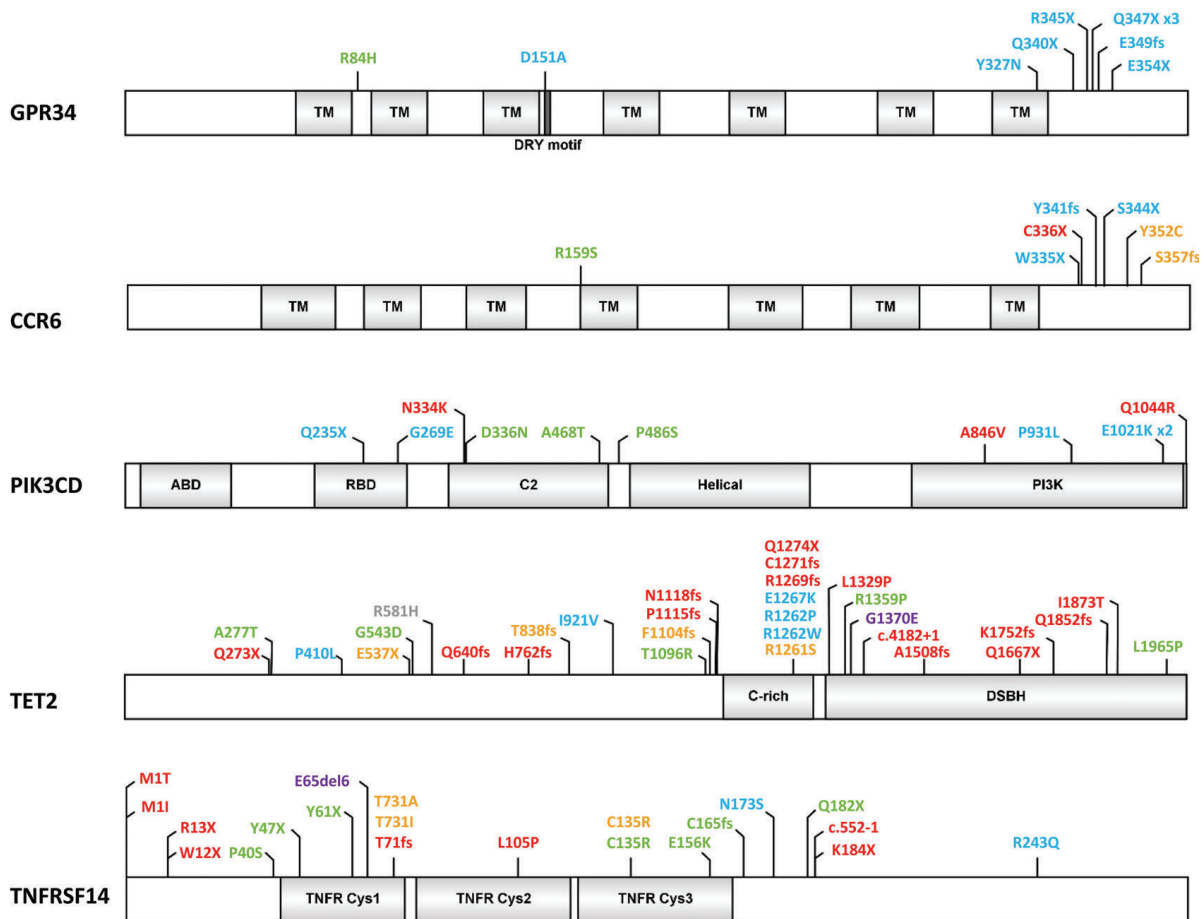 R345X Q347X x3
Q340X E349fs
R84H D151A Y327N E354X
GPR34 TM TM TM TM TM TM TM
DRY motif
Y341fs S344X
C336X Y352C
R159S W335X S357fs
CCR6 TM TM TM TM TM TM TM
N334K Q1044R
Q235X G269E D336N A468T P486S A846V P931L E1021K x2
PIK3CD ABD RBD C2 Helical PI3K
Q1274X
C1271fs
N1118fs R1269fs L1329P
R581H P1115fs E1267K R1359P I1873T
A277T G543D T838fs I921V F1104fs R1262P G1370E Q1852fs
Q273X P410L E537X Q640fs H762fs T1096R R1262W c.4182+1 K1752fs L1965P
R1261S A1508fs Q1667X
TET2 C-rich DSBH
M1T E65del6
M1I Y61X T731A N173S Q182X
R13X Y47X T731I C135R C165fs c.552-1
W12X P40S T71fs L105P C135R E156K K184X R243Q
TNFRSF14 TNFR Cys1 TNFR Cys2 TNFR Cys3